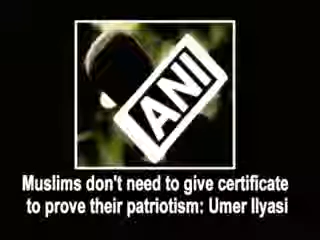 ANI
Muslims don't need to give certificate
to prove their patriotism: Umer Ilyasi